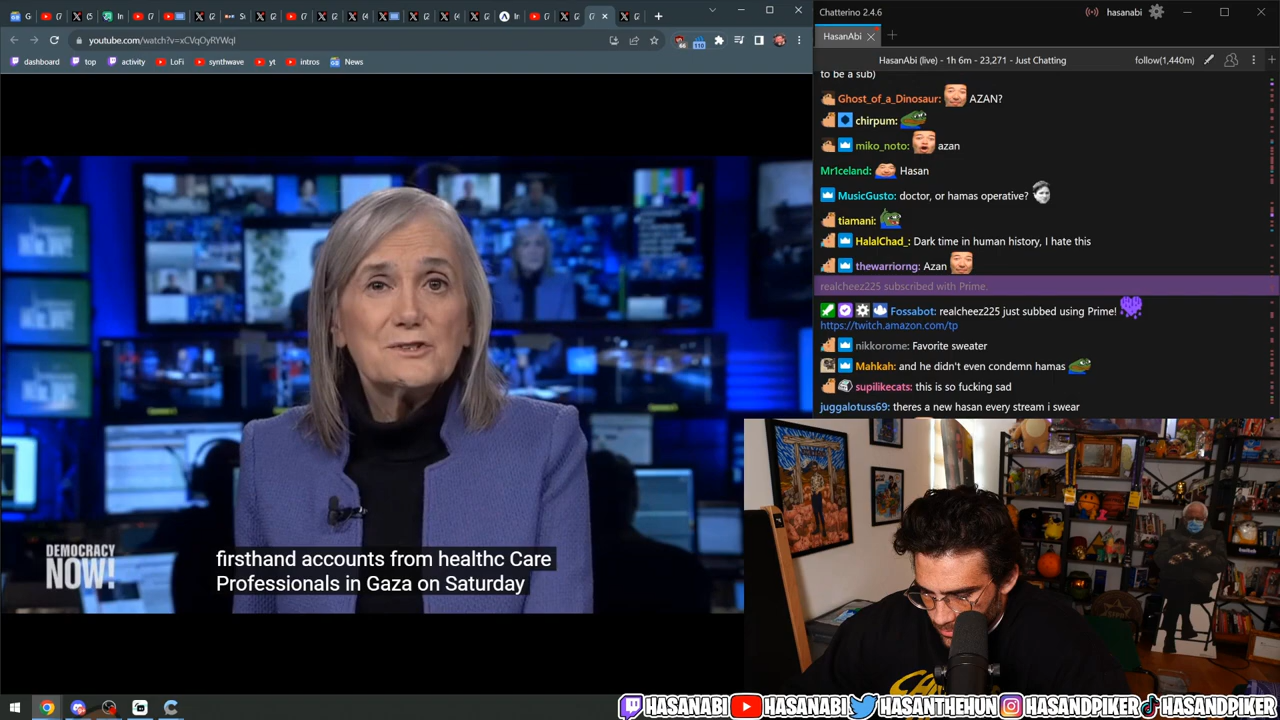 youtube.com/watch?v=xCVqOyRYWqI
dashboard
top
activity
LoFi
synthwave
yt
intros
News
Chatterino 2.4.6
hasanabi
HasanAbi
HasanAbi (live) - 1h 6m - 23,271 - Just Chatting
follow(1,440m)
to be a sub)
Ghost_of_a_Dinosaur: AZAN?
chirpum:
miko_noto: azan
Mr1celand: Hasan
MusicGusto: doctor, or hamas operative?
tiamani:
HalalChad_: Dark time in human history, I hate this
thewarriorng: Azan
realcheez225 subscribed with Prime.
Fossabot: realcheez225 just subbed using Prime!
https://twitch.amazon.com/tp
nikkorome: Favorite sweater
Mahkah: and he didn't even condemn hamas
supilikecats: this is so fucking sad
juggalotuss69: theres a new hasan every stream i swear
firsthand accounts from healthc Care
Professionals in Gaza on Saturday
DEMOCRACY
NOW!
HASANABI
HASANABI
HASANTHEHUN
HASANDPIKER
HASANDPIKER